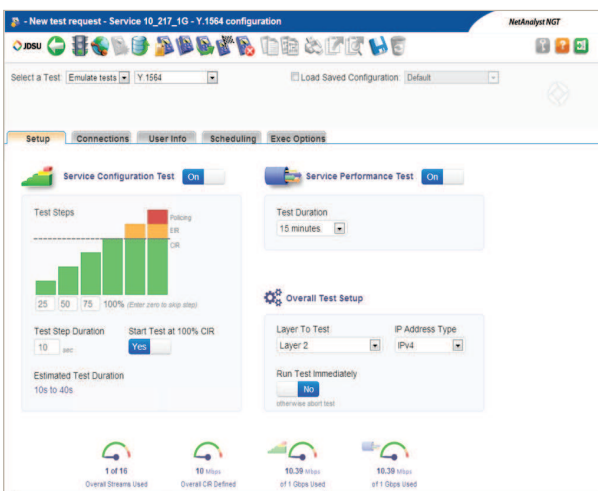 - New test request - Service 10_217_1G - Y.1564 configuration
NetAnalyst NGT
JDSU
Select a Test Emulate tests Y.1564 Load Saved Configuration: Default
Setup Connections User Info Scheduling Exec Options
Service Configuration Test On
Service Performance Test On
Test Steps
Policing
EIR
CIR
25 50 75 100% (Enter zero to skip step)
Test Duration
15 minutes
Overall Test Setup
Test Step Duration Start Test at 100% CIR
10 sec Yes
Layer To Test IP Address Type
Layer 2 IPv4
Estimated Test Duration
10s to 40s
Run Test Immediately
No
otherwise abort test
1 of 16
Overall Streams Used
10 Mbps
Overall CIR Defined
10.39 Mbps
of 1 Gbps Used
10.39 Mbps
of 1 Gbps Used